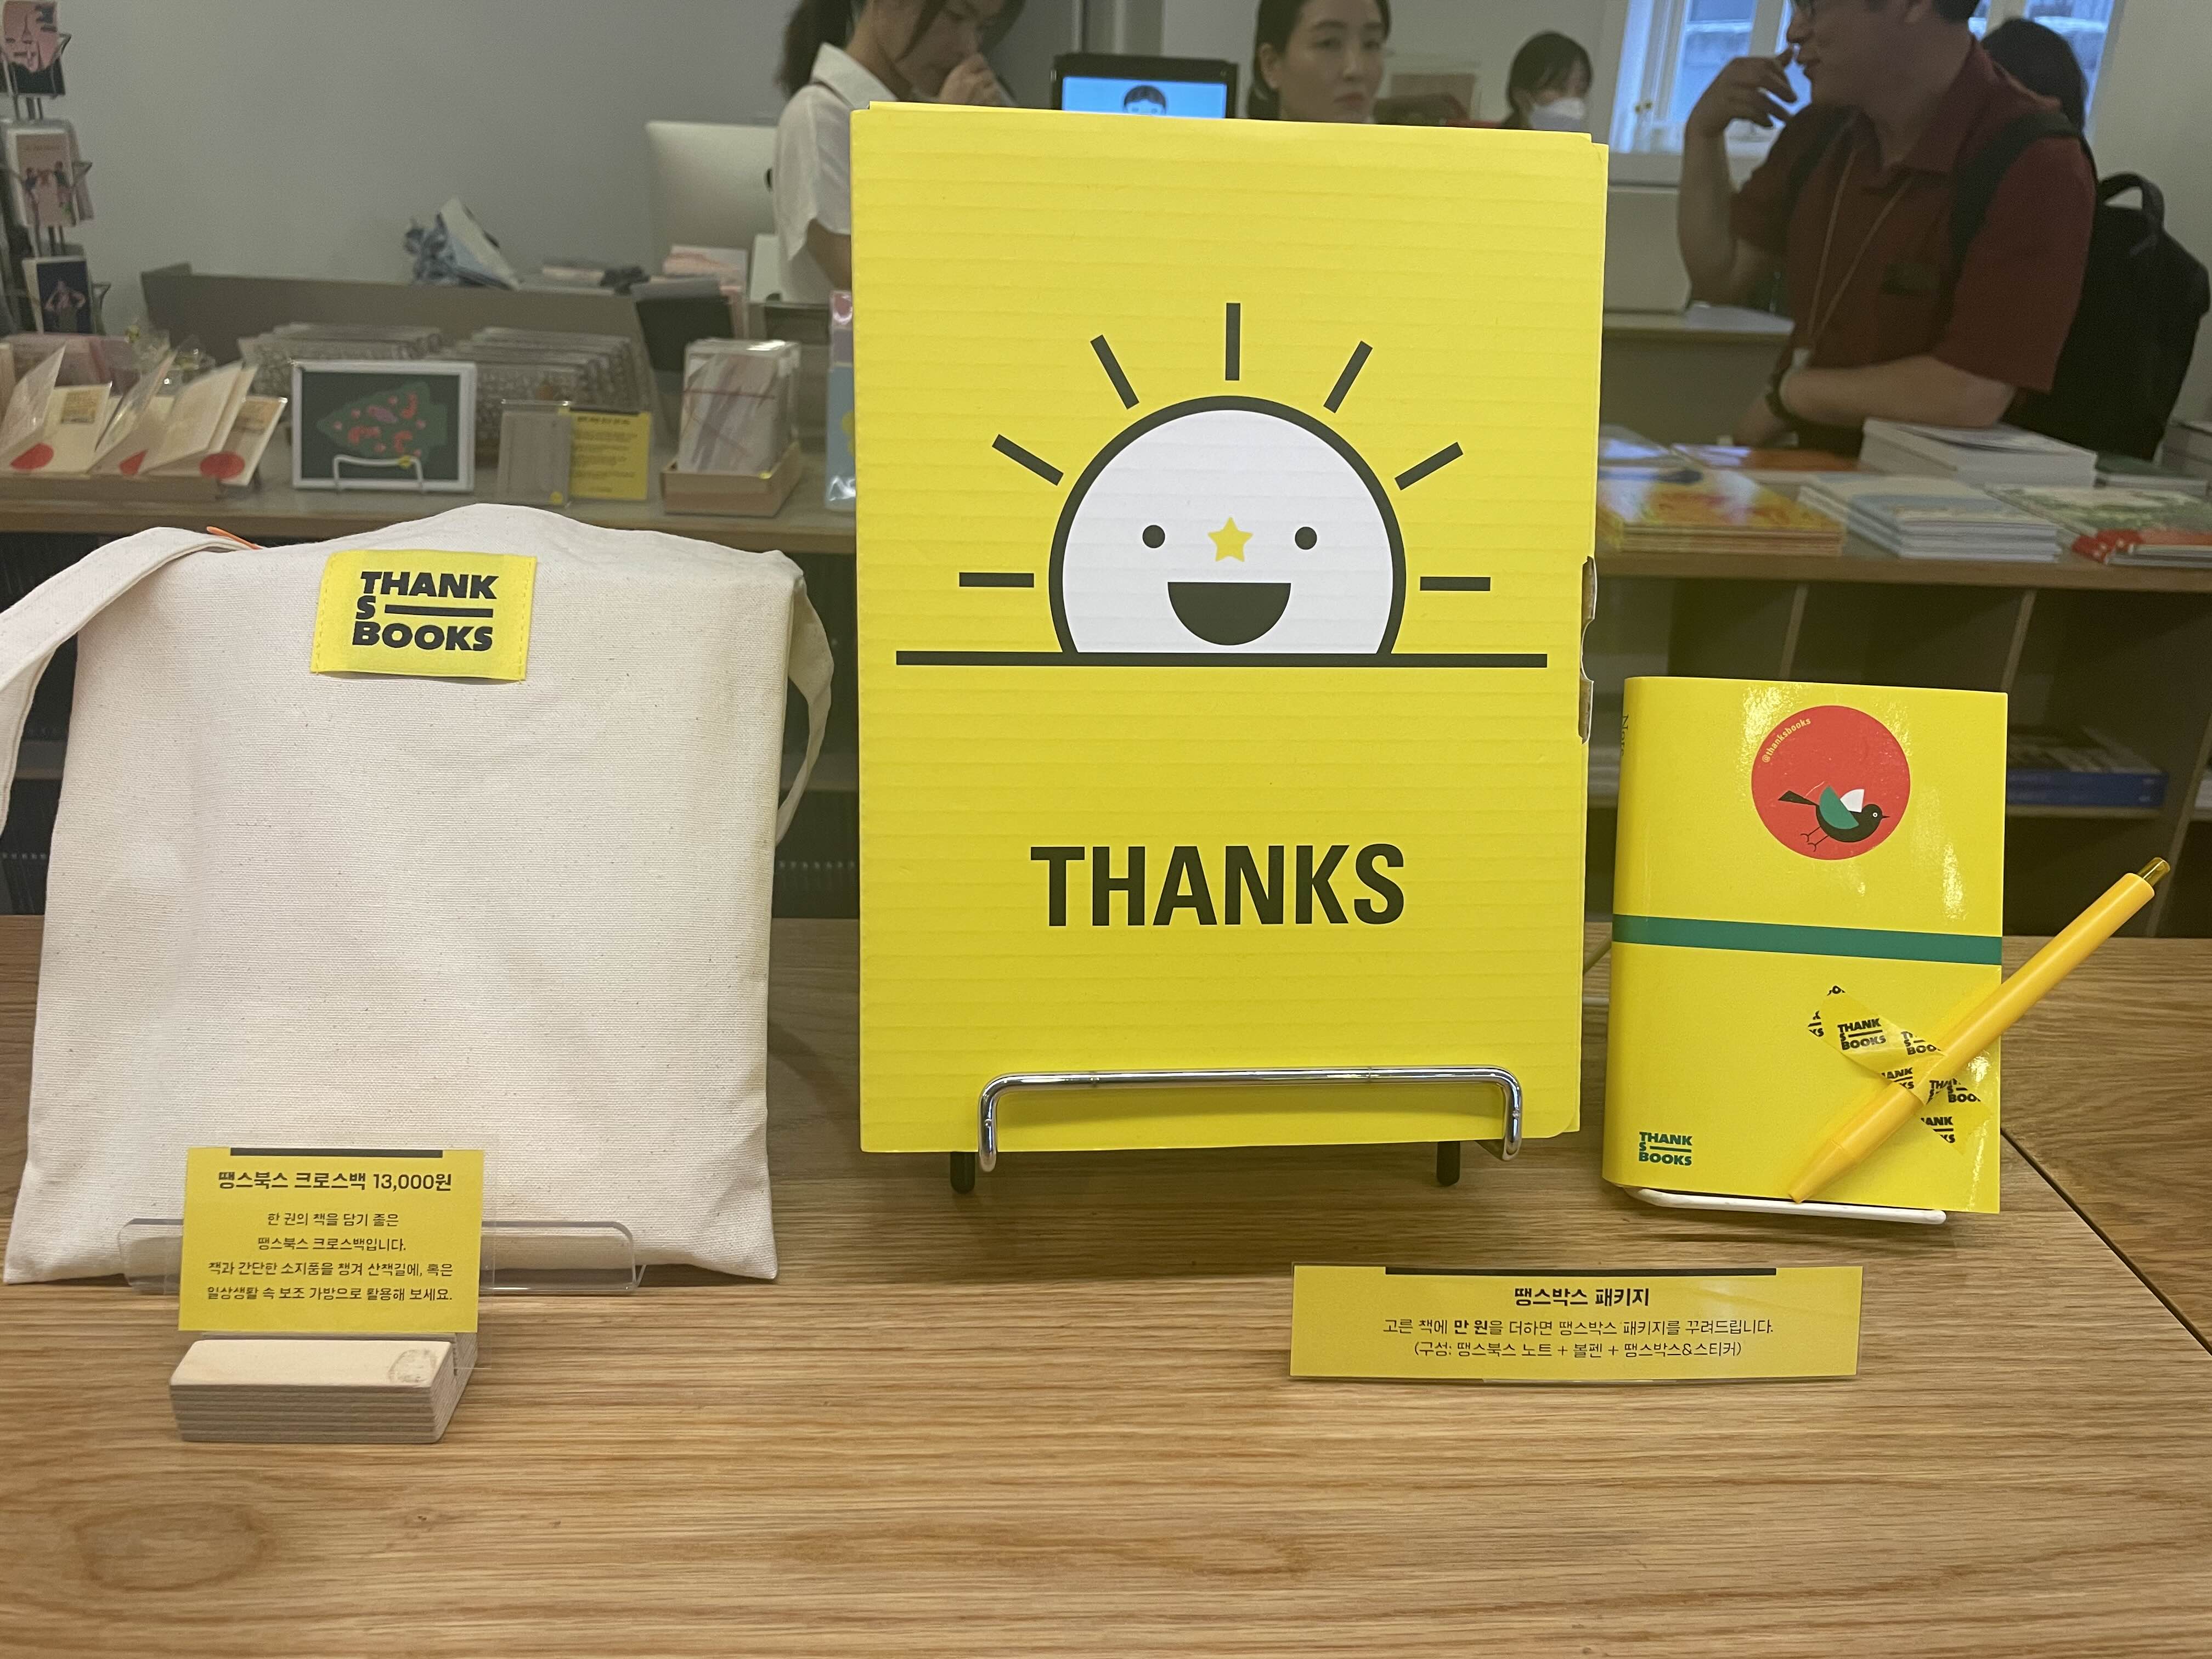 THANK
S
BOOKS
땡스북스 크로스백 13,000원
한 권의 책을 담기 좋은
땡스북스 크로스백입니다.
책과 간단한 소지품을 챙겨 산책길에, 혹은
일상생활 속 보조 가방으로 활용해 보세요.
THANKS
@thanksbooks
THANK
S
BOOKS
THANK
S
BOOKS
땡스박스 패키지
고른 책에 만 원을 더하면 땡스박스 패키지를 꾸려드립니다.
(구성: 땡스북스 노트 + 볼펜 + 땡스박스&스티커)